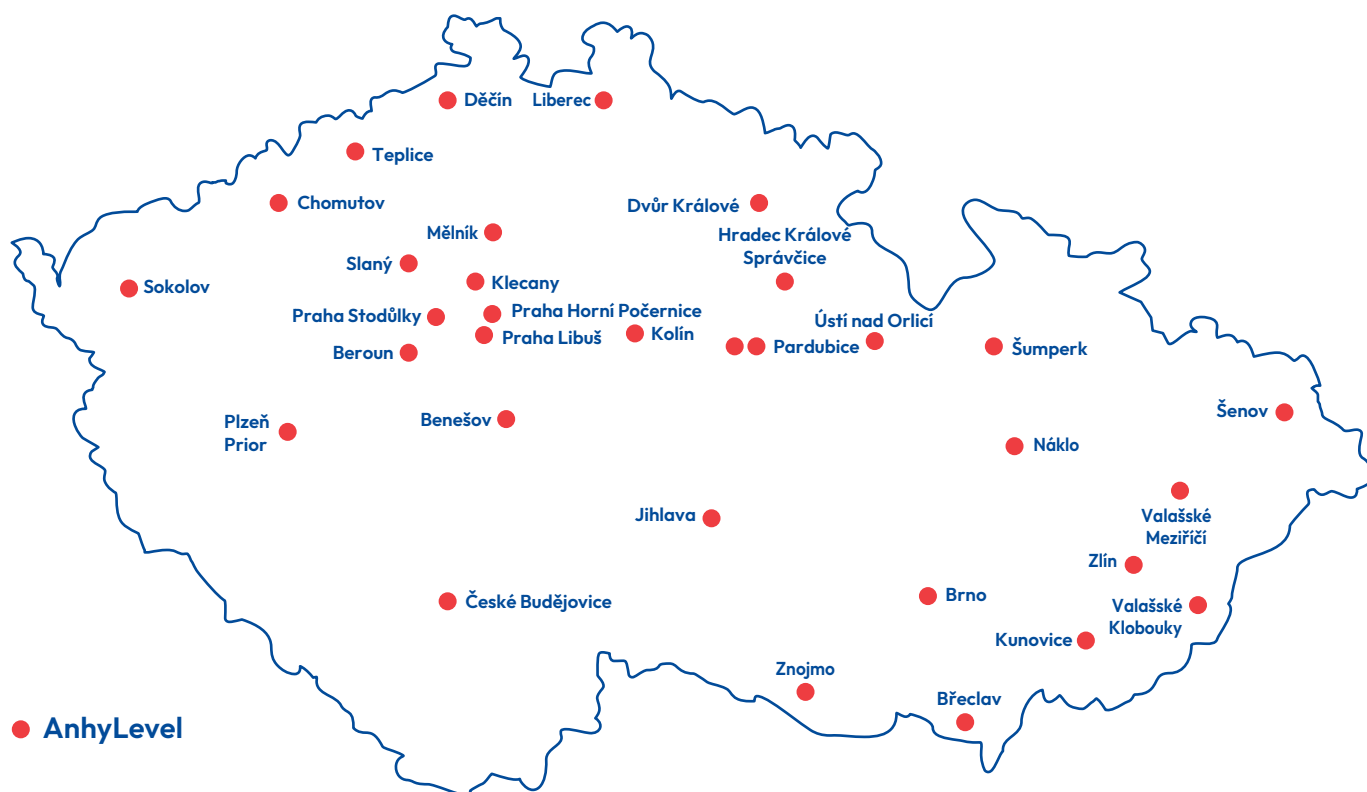 Děčín
Liberec
Teplice
Chomutov
Dvůr Králové
Mělník
Hradec Králové
Správčice
Slaný
Klecany
Sokolov
Praha Stodůlky
Praha Horní Počernice
Ústí nad Orlicí
Praha Libuš
Kolín
Beroun
Pardubice
Šumperk
Plzeň
Prior
Benešov
Šenov
Náklo
Jihlava
Valašské
Meziříčí
Zlín
České Budějovice
Brno
Valašské
Klobouky
Kunovice
Znojmo
Břeclav
AnhyLevel